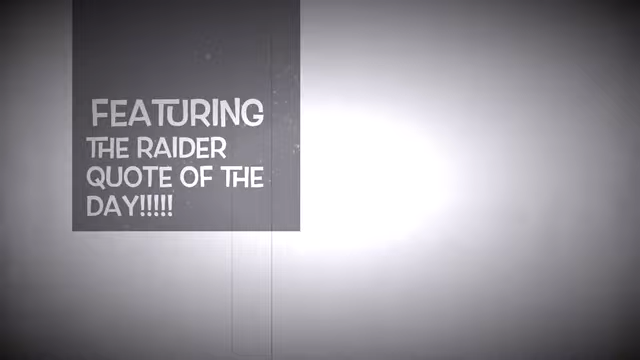 FEATURING
THE RAIDER
QUOTE OF THE
DAY!!!!!